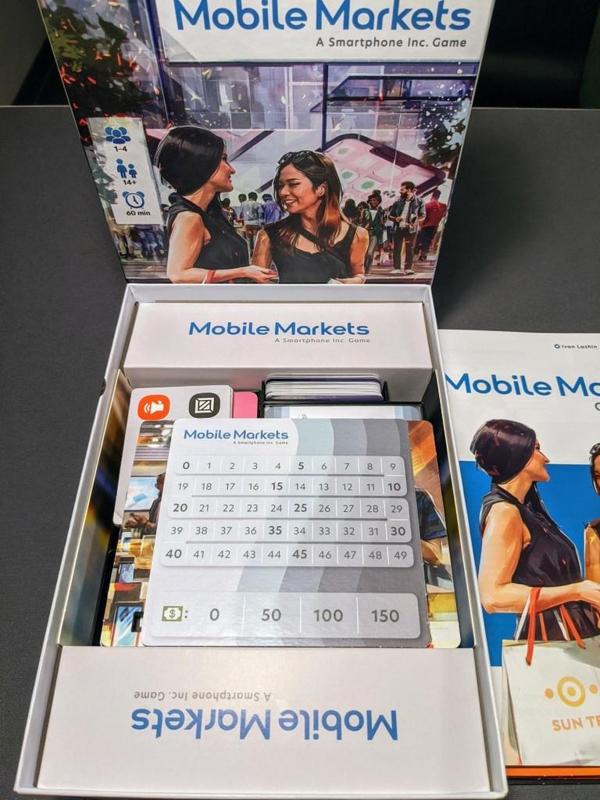 Mobile Markets
A Smartphone Inc. Game
1-4
14+
60 min
Mobile Markets
A Smartphone Inc. Game
Ivan Lashin
Mobile
Mobile Markets
A Smartphone Inc. Game
0 1 2 3 4 5 6 7 8 9
19 18 17 16 15 14 13 12 11 10
20 21 22 23 24 25 26 27 28 29
39 38 37 36 35 34 33 32 31 30
40 41 42 43 44 45 46 47 48 49
$: 0 50 100 150
SUN
Mobile Markets
A Smartphone Inc. Game